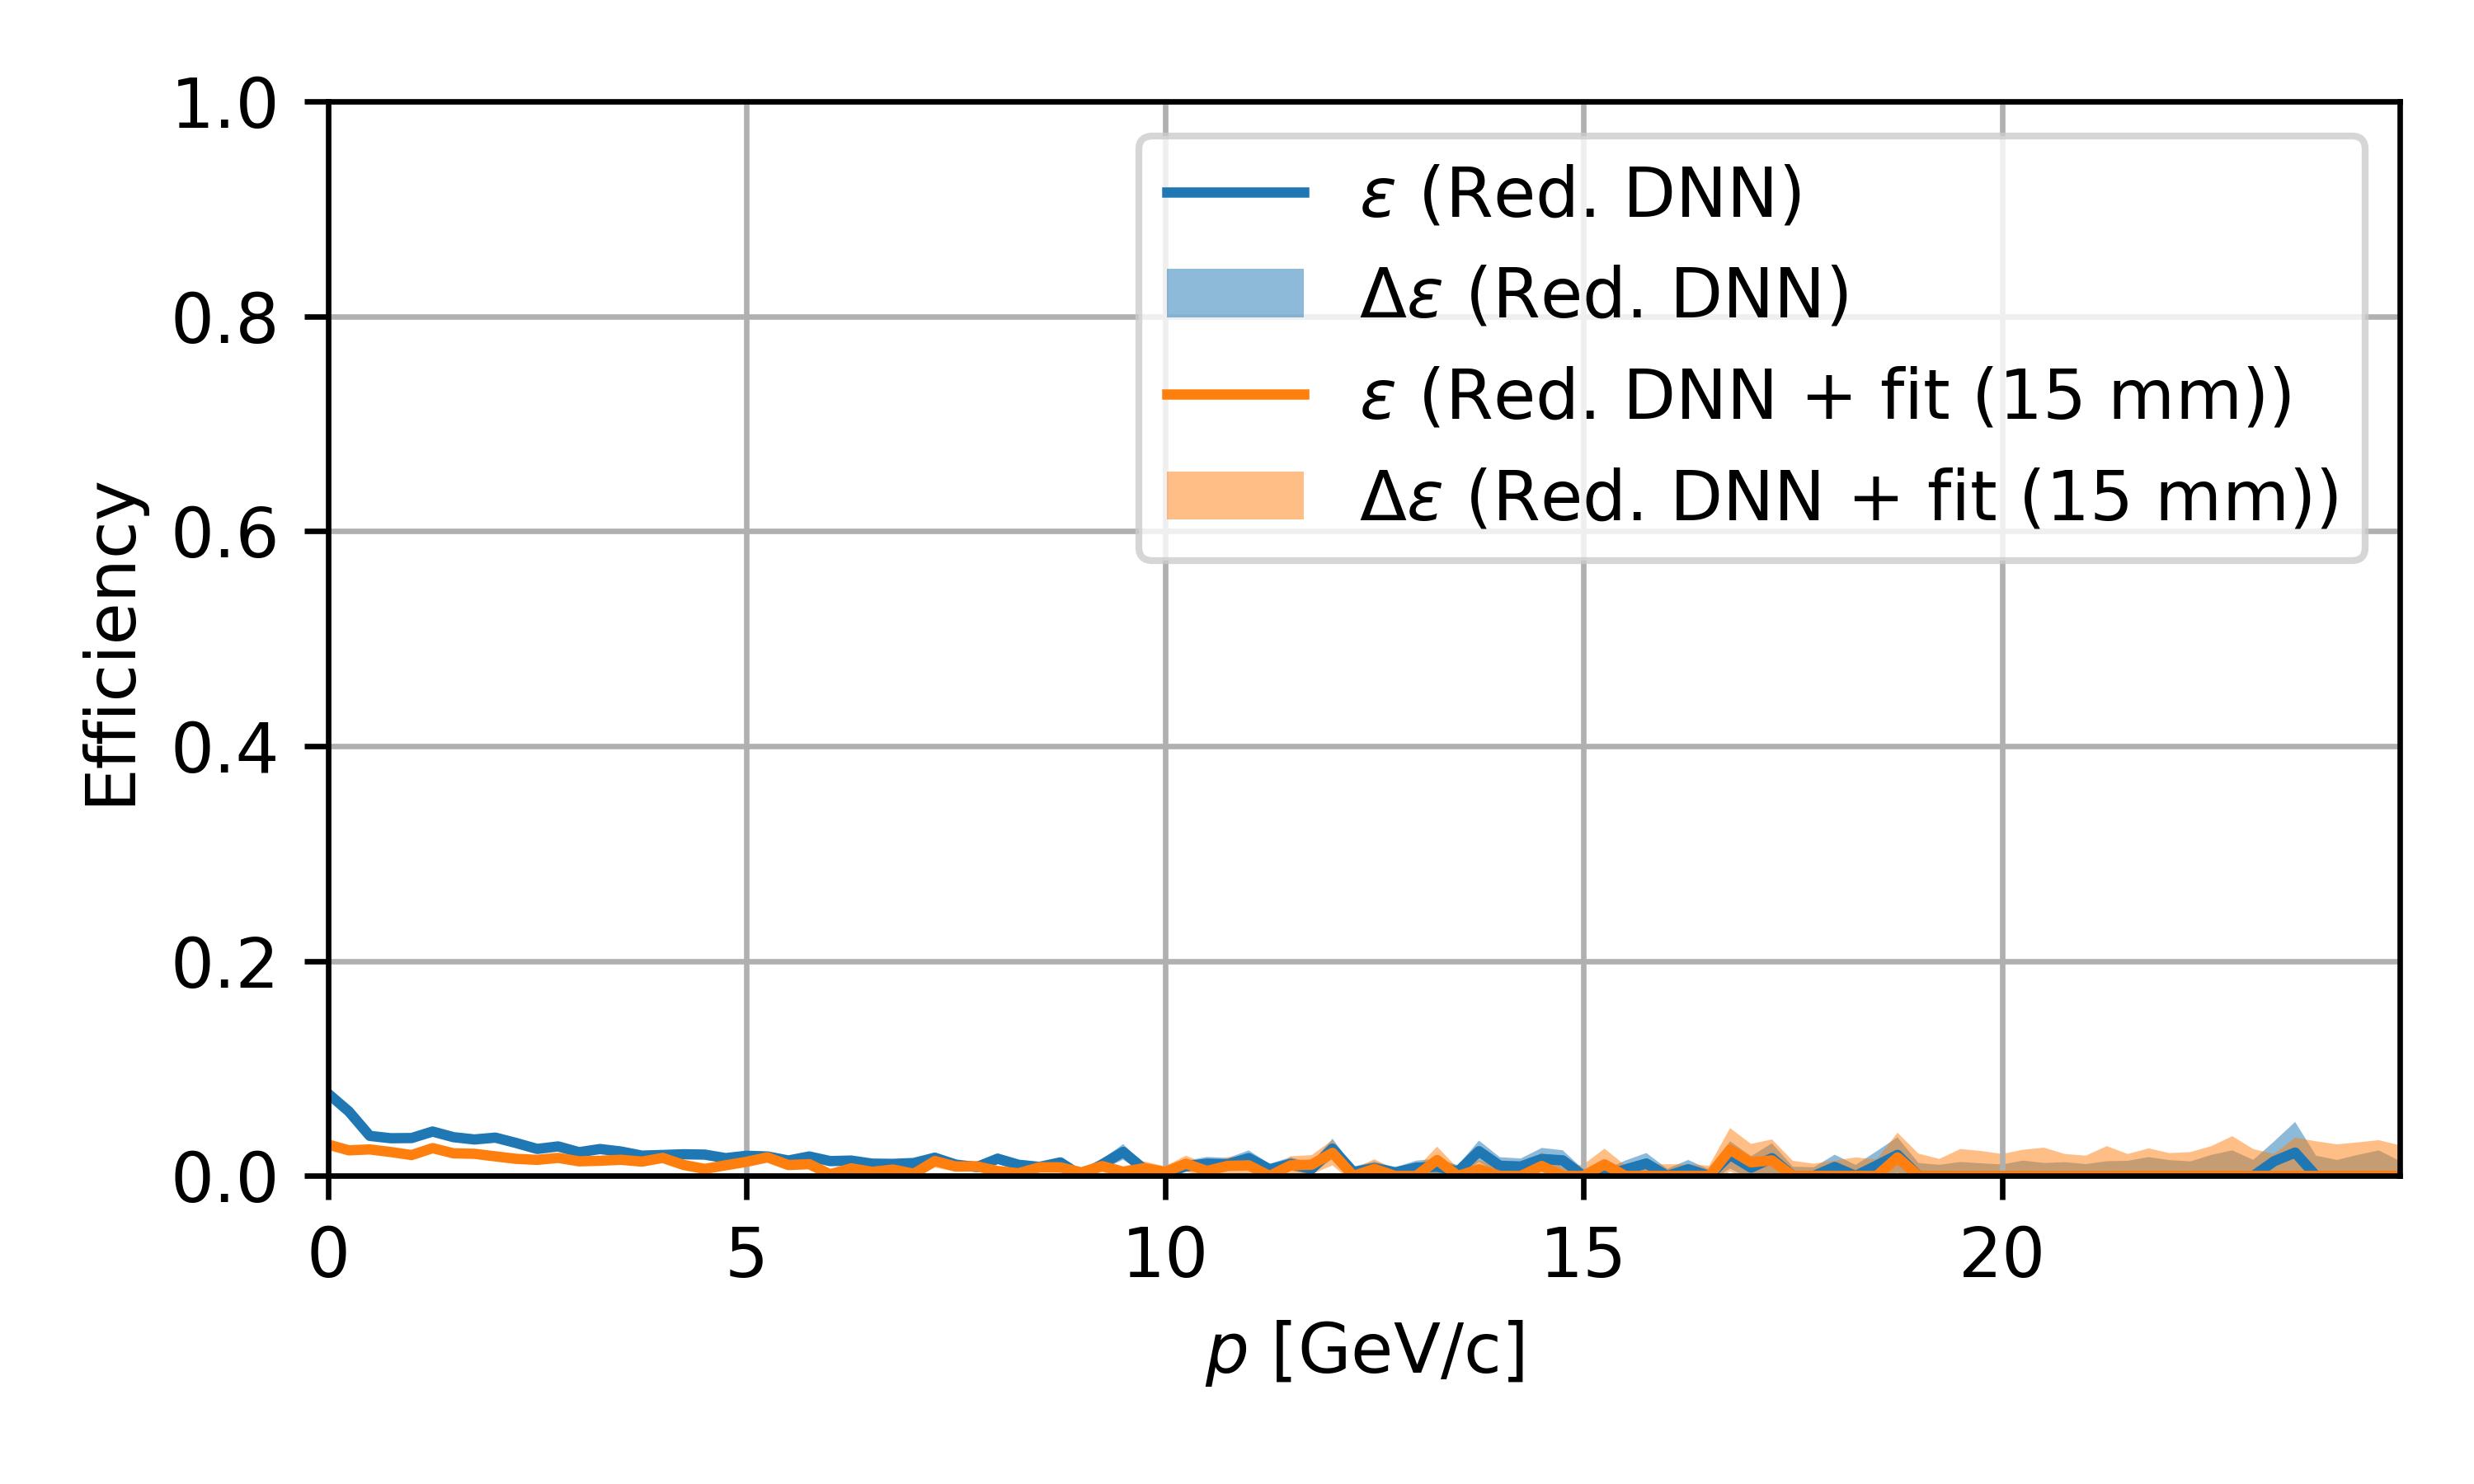 1.0
0.8
0.6
0.4
0.2
0.0
Efficiency
ε (Red. DNN)
Δε (Red. DNN)
ε (Red. DNN + fit (15 mm))
Δε (Red. DNN + fit (15 mm))
0 5 10 15 20
p [GeV/c]